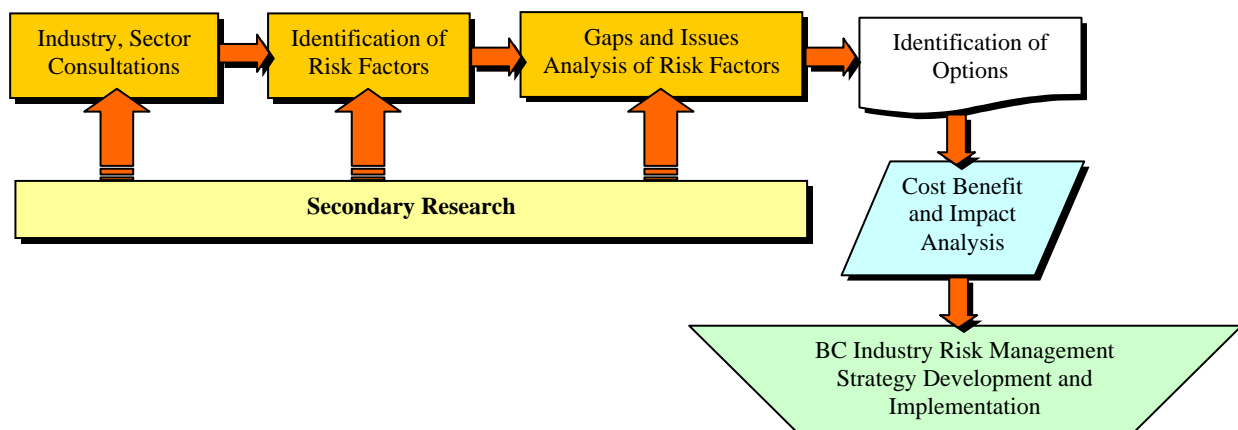 Industry, Sector
Consultations
Identification of
Risk Factors
Gaps and Issues
Analysis of Risk Factors
Identification of
Options
Secondary Research
Cost Benefit
and Impact
Analysis
BC Industry Risk Management
Strategy Development and
Implementation